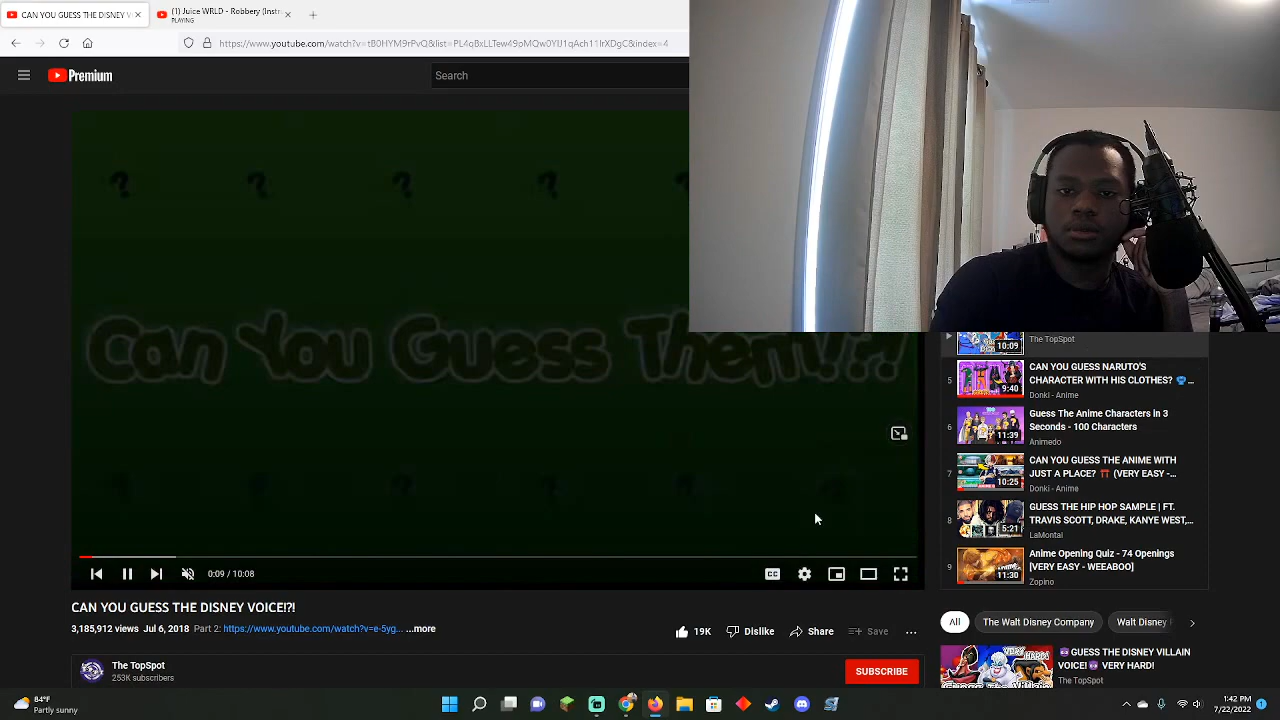 CAN YOU GUESS THE DISNEY V
(1) Juice WRLD - Robbery (Instr
PLAYING
Premium
Search
? ? ? ?
Can You Guess Them?!
0:09 / 10:08
CAN YOU GUESS THE DISNEY VOICE!?!
3,185,912 views Jul 6, 2018 Part 2: https://www.youtube.com/watch?v=e-5yg... ...more
19K Dislike Share Save
The TopSpot
253K subscribers
SUBSCRIBE
10:09
The TopSpot
5
CAN YOU GUESS NARUTO'S
CHARACTER WITH HIS CLOTHES? ...
9:40
Donki - Anime
6
Guess The Anime Characters in 3
Seconds - 100 Characters
11:39
Animedo
7
CAN YOU GUESS THE ANIME WITH
JUST A PLACE? (VERY EASY -...
10:25
Donki - Anime
8
GUESS THE HIP HOP SAMPLE | FT.
TRAVIS SCOTT, DRAKE, KANYE WEST,...
5:21
LaMontal
9
Anime Opening Quiz - 74 Openings
[VERY EASY - WEEABOO]
11:30
Zopino
All The Walt Disney Company Walt Disney
GUESS THE DISNEY VILLAIN
VOICE! VERY HARD!
The TopSpot
84°F
Partly sunny
1:42 PM
7/22/2022